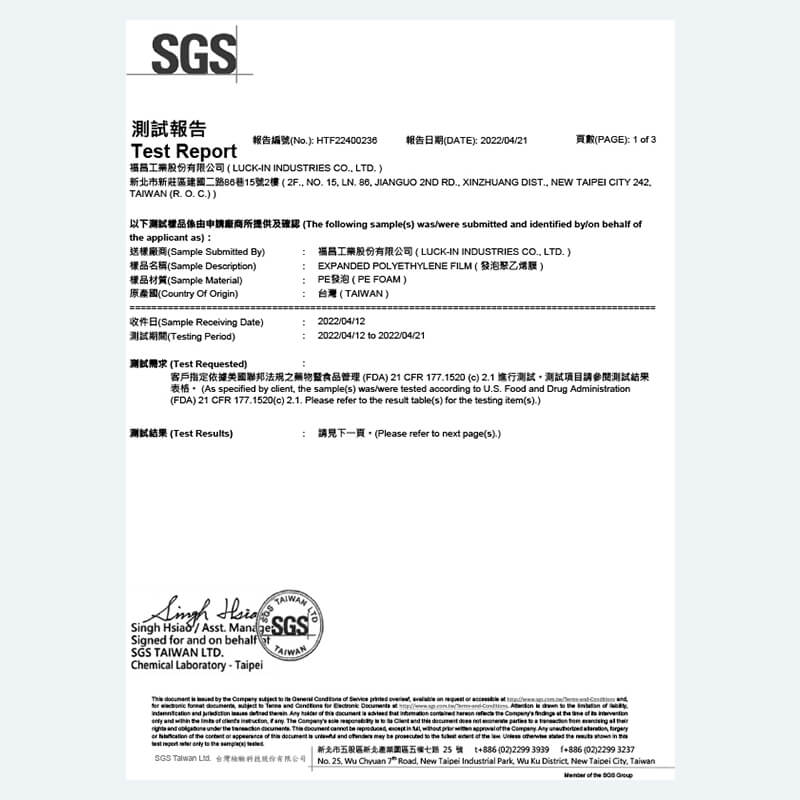 SGS
測試報告
Test Report
報告編號(No.): HTF22400236 報告日期(DATE): 2022/04/21 頁數(PAGE): 1 of 3
福昌工業股份有限公司 ( LUCK-IN INDUSTRIES CO., LTD. )
新北市新莊區建國二路86巷15號2樓 ( 2F., NO. 15, LN. 86, JIANGUO 2ND RD., XINZHUANG DIST., NEW TAIPEI CITY 242,
TAIWAN (R. O. C.) )
以下測試樣品係由申請廠商所提供及確認 (The following sample(s) was/were submitted and identified by/on behalf of
the applicant as) :
送樣廠商(Sample Submitted By) : 福昌工業股份有限公司 ( LUCK-IN INDUSTRIES CO., LTD. )
樣品名稱(Sample Description) : EXPANDED POLYETHYLENE FILM ( 發泡聚乙烯膜 )
樣品材質(Sample Material) : PE發泡 ( PE FOAM )
原產國(Country Of Origin) : 台灣 ( TAIWAN )
收件日(Sample Receiving Date) : 2022/04/12
測試期間(Testing Period) : 2022/04/12 to 2022/04/21
測試需求 (Test Requested) :
客戶指定依據美國聯邦法規之藥物暨食品管理 (FDA) 21 CFR 177.1520 (c) 2.1 進行測試。測試項目請參閱測試結果
表格。 (As specified by client, the sample(s) was/were tested according to U.S. Food and Drug Administration
(FDA) 21 CFR 177.1520(c) 2.1. Please refer to the result table(s) for the testing item(s).)
測試結果 (Test Results) : 請見下一頁。(Please refer to next page(s).)
Singh Hsiao
SGS TAIWAN LTD
SGS
TAIWAN
Singh Hsiao / Asst. Manager
Signed for and on behalf of
SGS TAIWAN LTD.
Chemical Laboratory - Taipei
This document is issued by the Company subject to its General Conditions of Service printed overleaf, available on request or accessible at http://www.sgs.com.tw/Terms-and-Conditions and,
for electronic format documents, subject to Terms and Conditions for Electronic Documents at http://www.sgs.com.tw/Terms-and-Conditions. Attention is drawn to the limitation of liability,
indemnification and jurisdiction issues defined therein. Any holder of this document is advised that information contained hereon reflects the Company's findings at the time of its intervention
only and within the limits of client's instruction, if any. The Company's sole responsibility is to its Client and this document does not exonerate parties to a transaction from exercising all their
rights and obligations under the transaction documents. This document cannot be reproduced, except in full, without prior written approval of the Company. Any unauthorized alteration, forgery
or falsification of the content or appearance of this document is unlawful and offenders may be prosecuted to the fullest extent of the law. Unless otherwise stated the results shown in this
test report refer only to the sample(s) tested.
SGS Taiwan Ltd. 台灣檢驗科技股份有限公司
新北市五股區新北產業園區五權七路 25 號 t+886 (02)2299 3939 f+886 (02)2299 3237
No. 25, Wu Chyuan 7th Road, New Taipei Industrial Park, Wu Ku District, New Taipei City, Taiwan
Member of the SGS Group